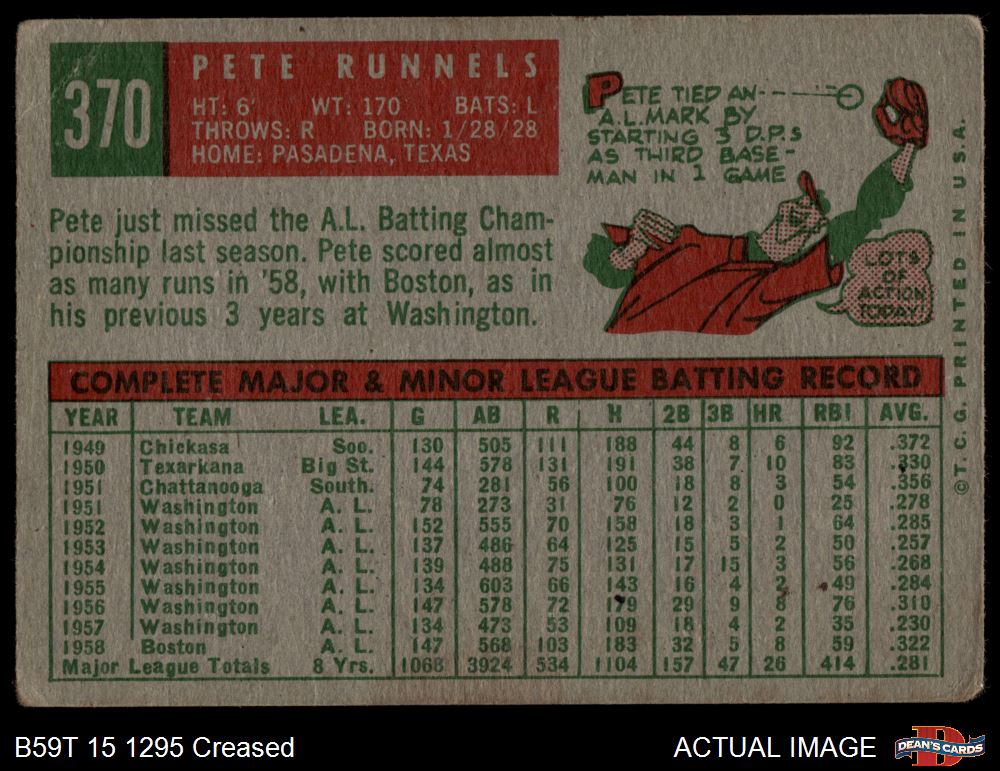 370
PETE RUNNELS
HT: 6' WT: 170 BATS: L
THROWS: R BORN: 1/28/28
HOME: PASADENA, TEXAS
PETE TIED AN
A.L. MARK BY
STARTING 3 D.P.s
AS THIRD BASE-
MAN IN 1 GAME
LOTS
OF
ACTION
TODAY!
Pete just missed the A.L. Batting Cham-
pionship last season. Pete scored almost
as many runs in '58, with Boston, as in
his previous 3 years at Washington.
COMPLETE MAJOR & MINOR LEAGUE BATTING RECORD
YEAR TEAM LEA. G AB R H 2B 3B HR RBI AVG.
1949 Chickasa Soo. 130 505 111 188 44 8 6 92 .372
1950 Texarkana Big St. 144 578 131 191 38 7 10 83 .330
1951 Chattanooga South. 74 281 56 100 18 8 3 54 .356
1951 Washington A. L. 78 273 31 76 12 2 0 25 .278
1952 Washington A. L. 152 555 70 158 18 3 1 64 .285
1953 Washington A. L. 137 486 64 125 15 5 2 50 .257
1954 Washington A. L. 139 488 75 131 17 15 3 56 .268
1955 Washington A. L. 134 603 66 143 16 4 2 49 .284
1956 Washington A. L. 147 578 72 179 29 9 8 76 .310
1957 Washington A. L. 134 473 53 109 18 4 2 35 .230
1958 Boston A. L. 147 568 103 183 32 5 8 59 .322
Major League Totals 8 Yrs. 1068 3924 534 1104 157 47 26 414 .281
© T. C. G. PRINTED IN U.S.A.
B59T 15 1295 Creased
ACTUAL IMAGE
DEAN'S CARDS